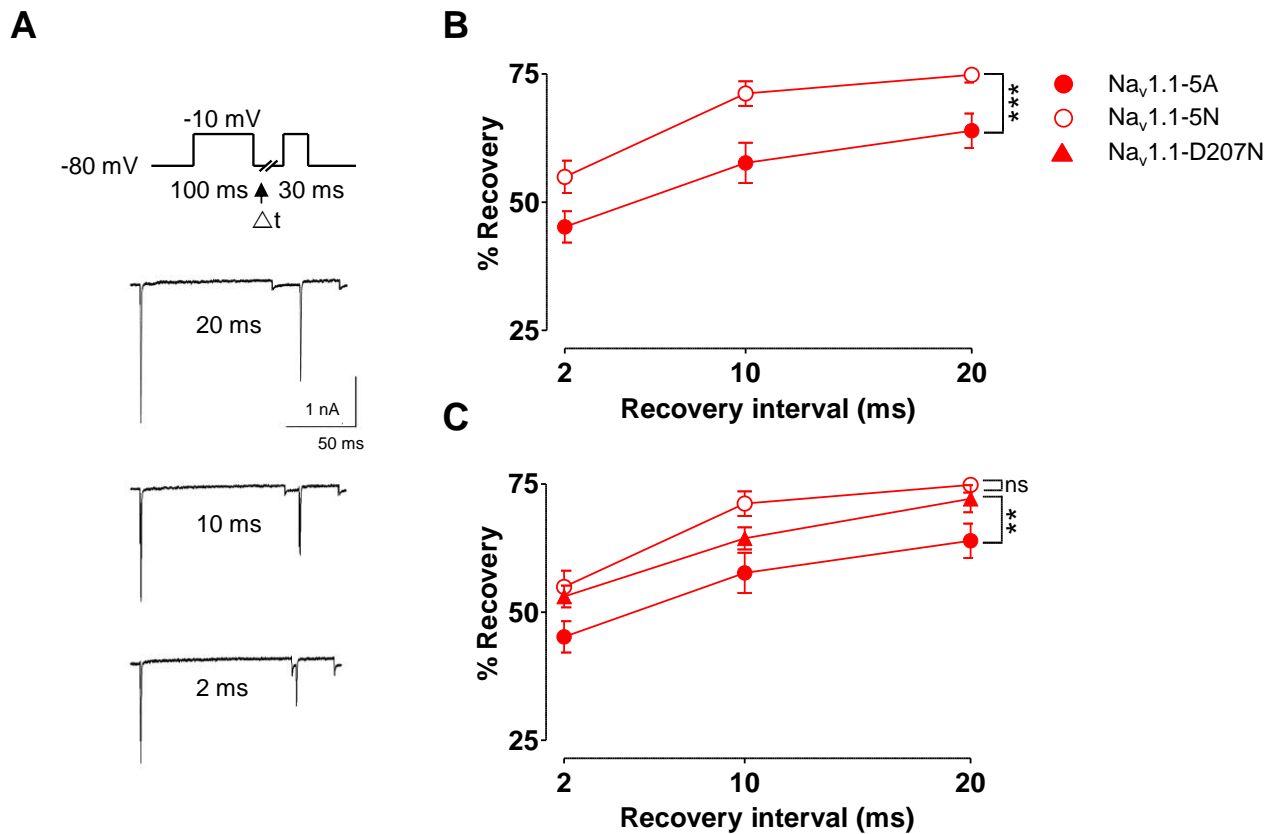 A
-10 mV
-80 mV
100 ms
30 ms
△t
20 ms
1 nA
50 ms
10 ms
2 ms
B
75
50
25
% Recovery
2 10 20
Recovery interval (ms)
***
Naᵥ1.1-5A
Naᵥ1.1-5N
Naᵥ1.1-D207N
C
75
50
25
% Recovery
2 10 20
Recovery interval (ms)
ns
**